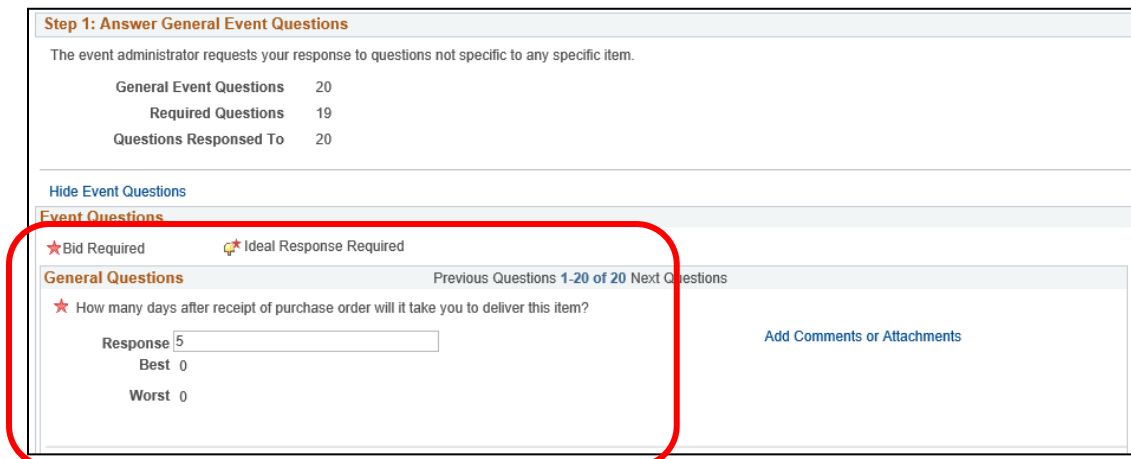 Step 1: Answer General Event Questions
The event administrator requests your response to questions not specific to any specific item.
General Event Questions 20
Required Questions 19
Questions Responsed To 20
Hide Event Questions
Event Questions
Bid Required Ideal Response Required
General Questions Previous Questions 1-20 of 20 Next Questions
How many days after receipt of purchase order will it take you to deliver this item?
Response 5
Add Comments or Attachments
Best 0
Worst 0